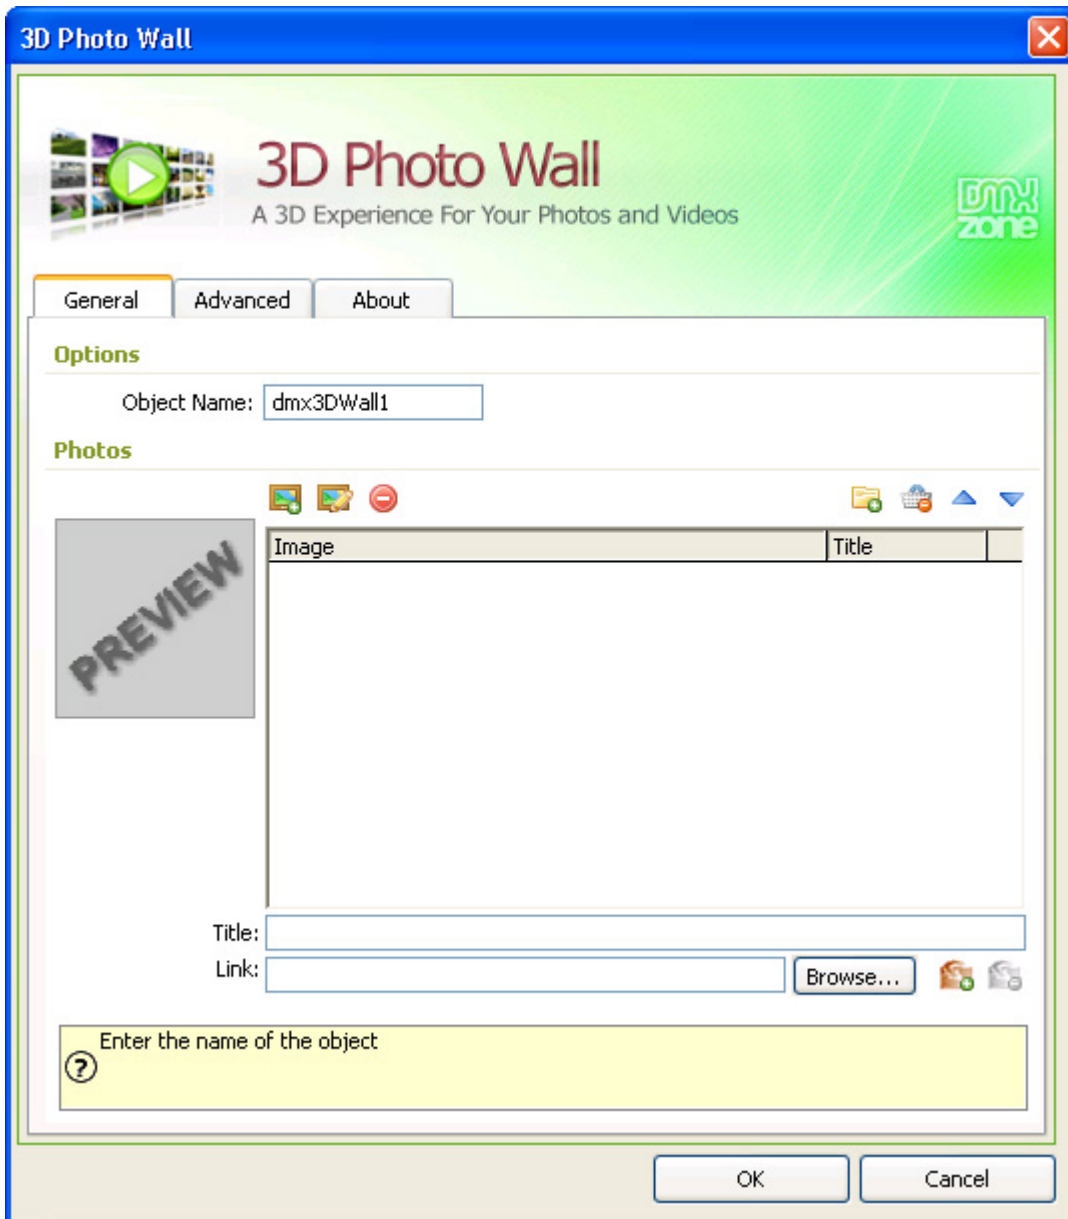 3D Photo Wall
3D Photo Wall
A 3D Experience For Your Photos and Videos
DMX
zone
General Advanced About
Options
Object Name: dmx3DWall1
Photos
Image Title
PREVIEW
Title:
Link: Browse...
Enter the name of the object
?
OK Cancel